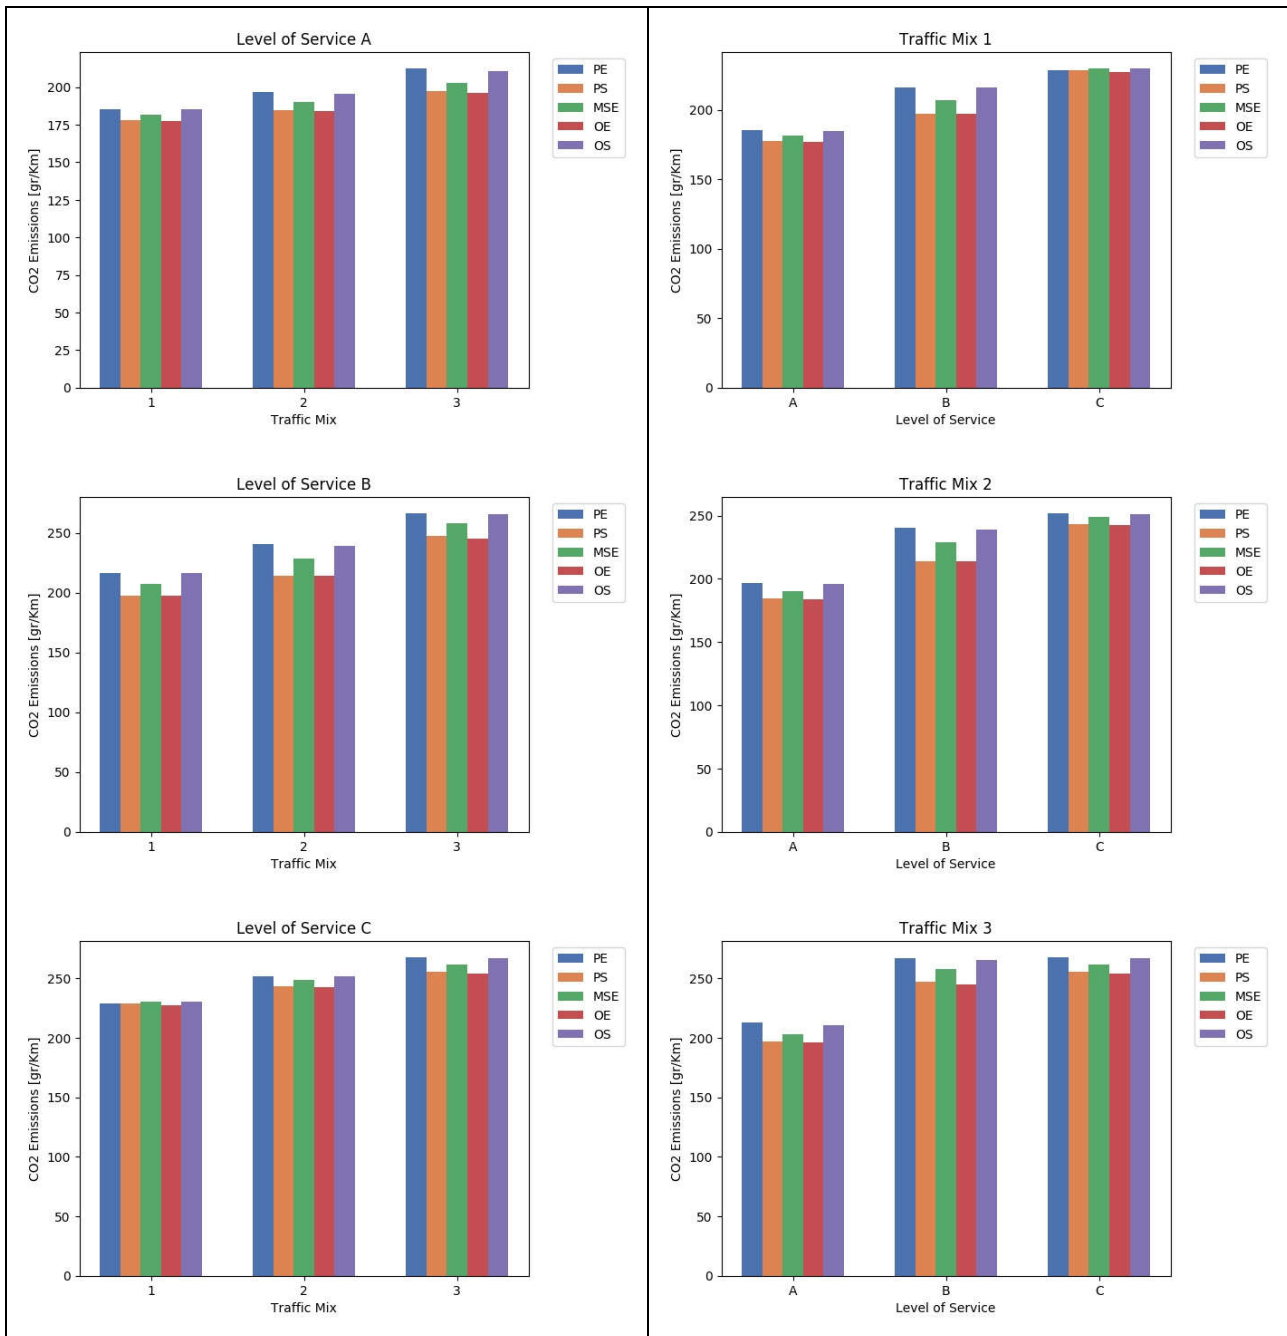 Level of Service A
CO2 Emissions [gr/Km]
200
175
150
125
100
75
50
25
0
1 2 3
Traffic Mix
PE
PS
MSE
OE
OS
Traffic Mix 1
CO2 Emissions [gr/Km]
200
150
100
50
0
A B C
Level of Service
PE
PS
MSE
OE
OS
Level of Service B
CO2 Emissions [gr/Km]
250
200
150
100
50
0
1 2 3
Traffic Mix
PE
PS
MSE
OE
OS
Traffic Mix 2
CO2 Emissions [gr/Km]
250
200
150
100
50
0
A B C
Level of Service
PE
PS
MSE
OE
OS
Level of Service C
CO2 Emissions [gr/Km]
250
200
150
100
50
0
1 2 3
Traffic Mix
PE
PS
MSE
OE
OS
Traffic Mix 3
CO2 Emissions [gr/Km]
250
200
150
100
50
0
A B C
Level of Service
PE
PS
MSE
OE
OS